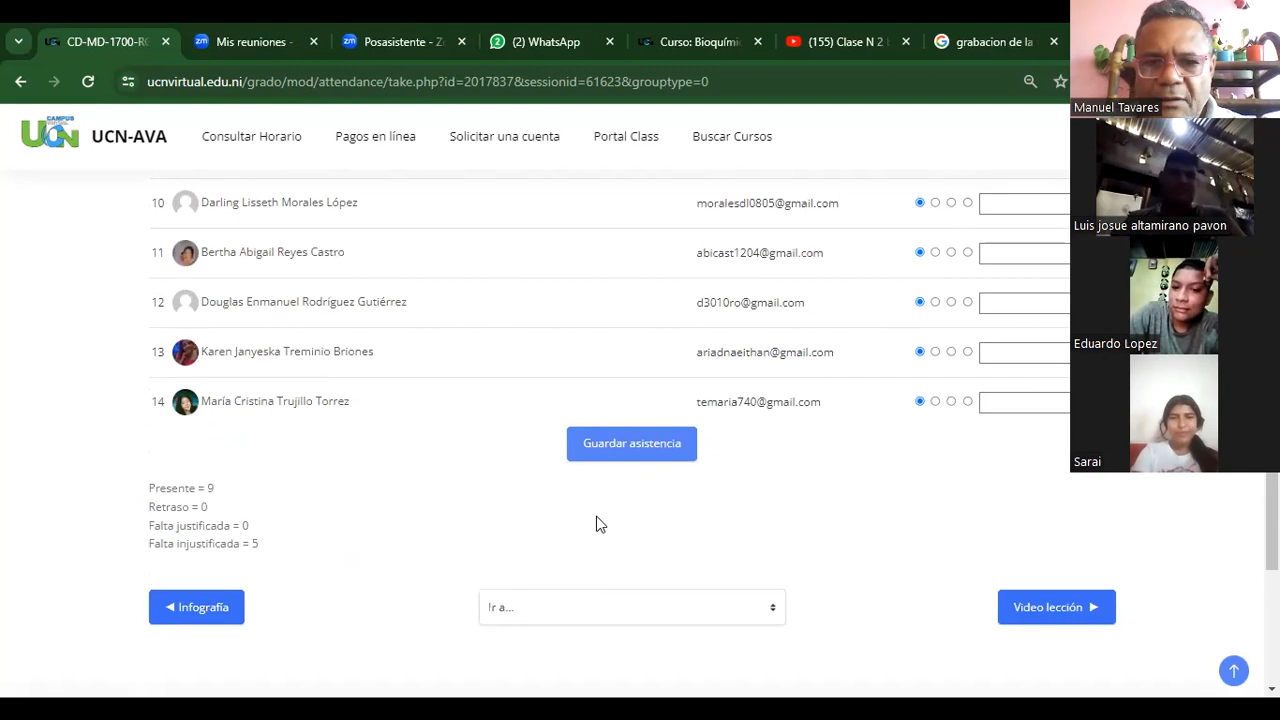 CD-MD-1700-R
Mis reuniones -
Posasistente - Z
(2) WhatsApp
Curso: Bioquími
(155) Clase N 2
grabacion de la
ucnvirtual.edu.ni/grado/mod/attendance/take.php?id=2017837&sessionid=61623&grouptype=0
CAMPUS
UCN
UCN-AVA
Consultar Horario
Pagos en línea
Solicitar una cuenta
Portal Class
Buscar Cursos
Manuel Tavares
10 Darling Lisseth Morales López moralesdl0805@gmail.com
Luis josue altamirano pavon
11 Bertha Abigail Reyes Castro abicast1204@gmail.com
12 Douglas Enmanuel Rodríguez Gutiérrez d3010ro@gmail.com
Eduardo Lopez
13 Karen Janyeska Treminio Briones ariadnaeithan@gmail.com
14 María Cristina Trujillo Torrez temaria740@gmail.com
Guardar asistencia
Sarai
Presente = 9
Retraso = 0
Falta justificada = 0
Falta injustificada = 5
◄ Infografía
Ir a...
Video lección ►